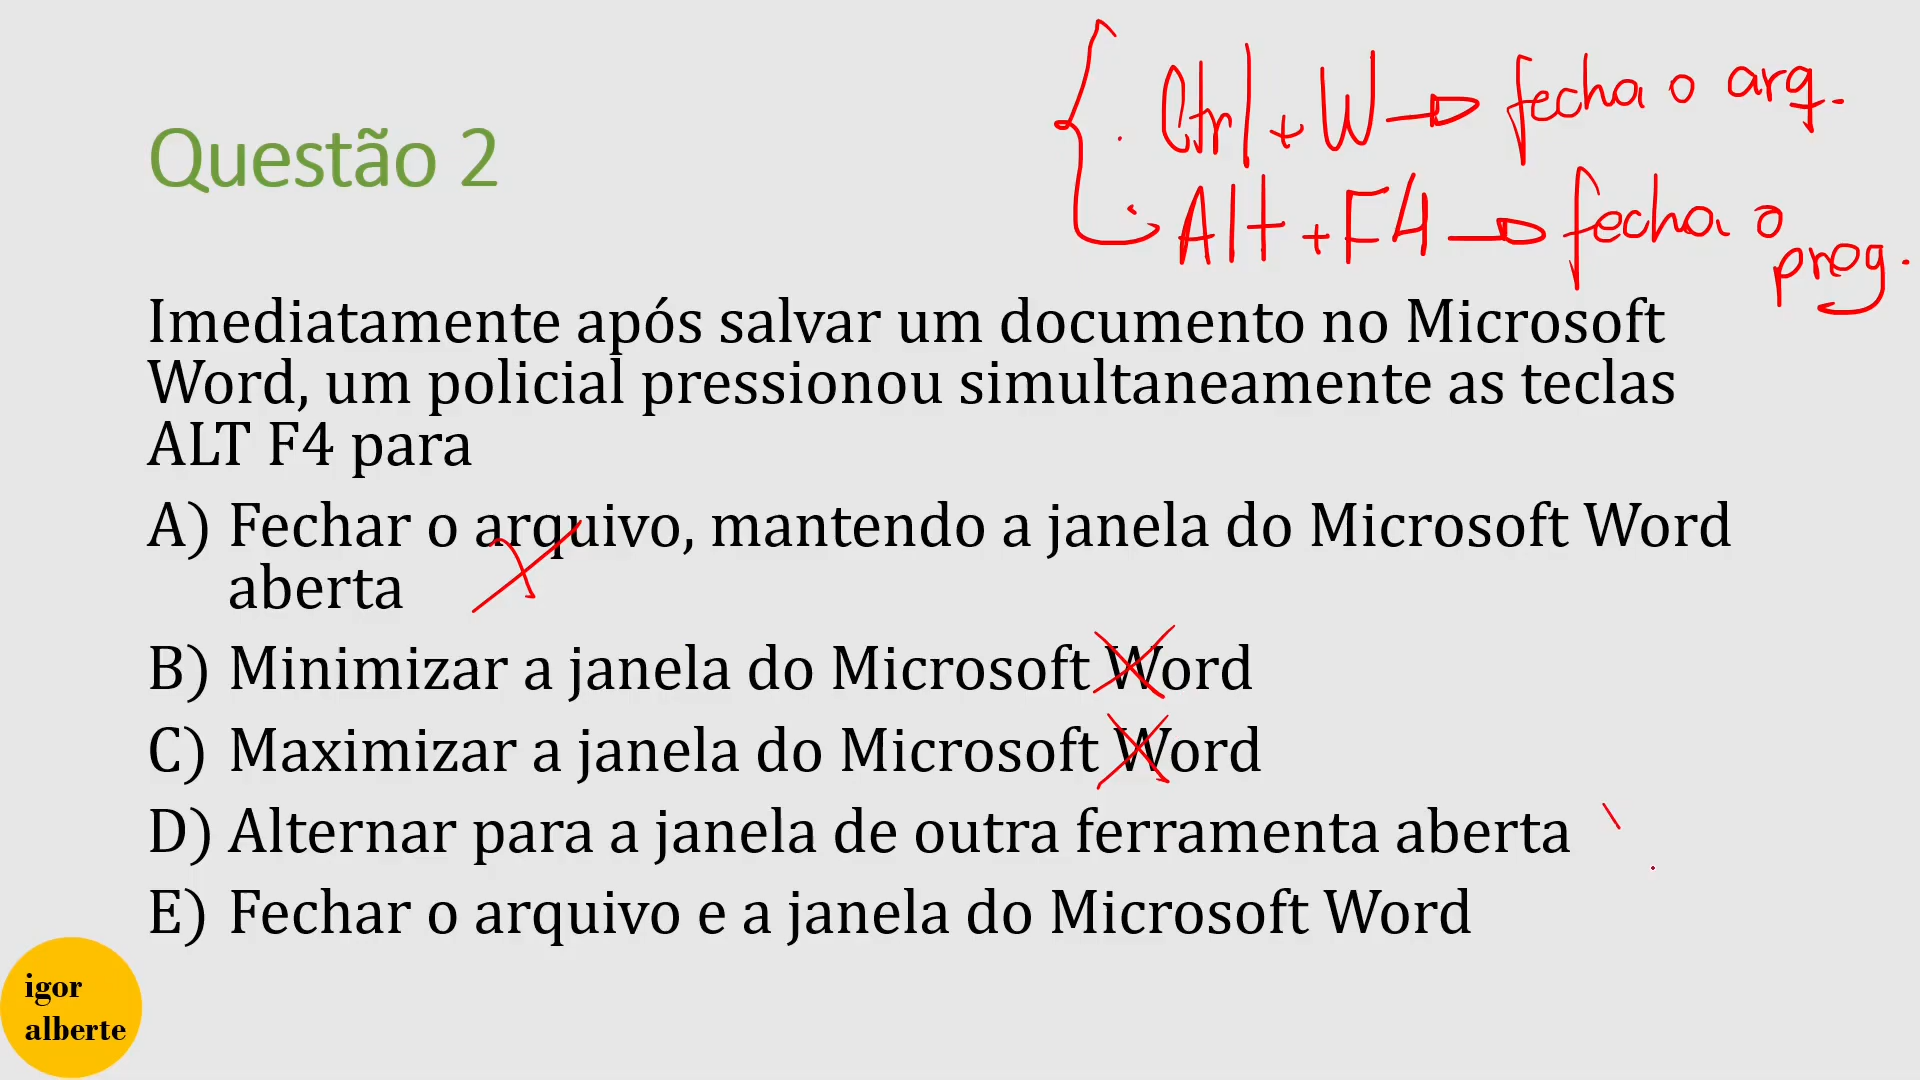 Ctrl + W → fecha o arq.
Questão 2
Alt + F4 → fecha o
prog.
Imediatamente após salvar um documento no Microsoft
Word, um policial pressionou simultaneamente as teclas
ALT F4 para
A) Fechar o arquivo, mantendo a janela do Microsoft Word
aberta
B) Minimizar a janela do Microsoft Word
C) Maximizar a janela do Microsoft Word
D) Alternar para a janela de outra ferramenta aberta
E) Fechar o arquivo e a janela do Microsoft Word
igor
alberte